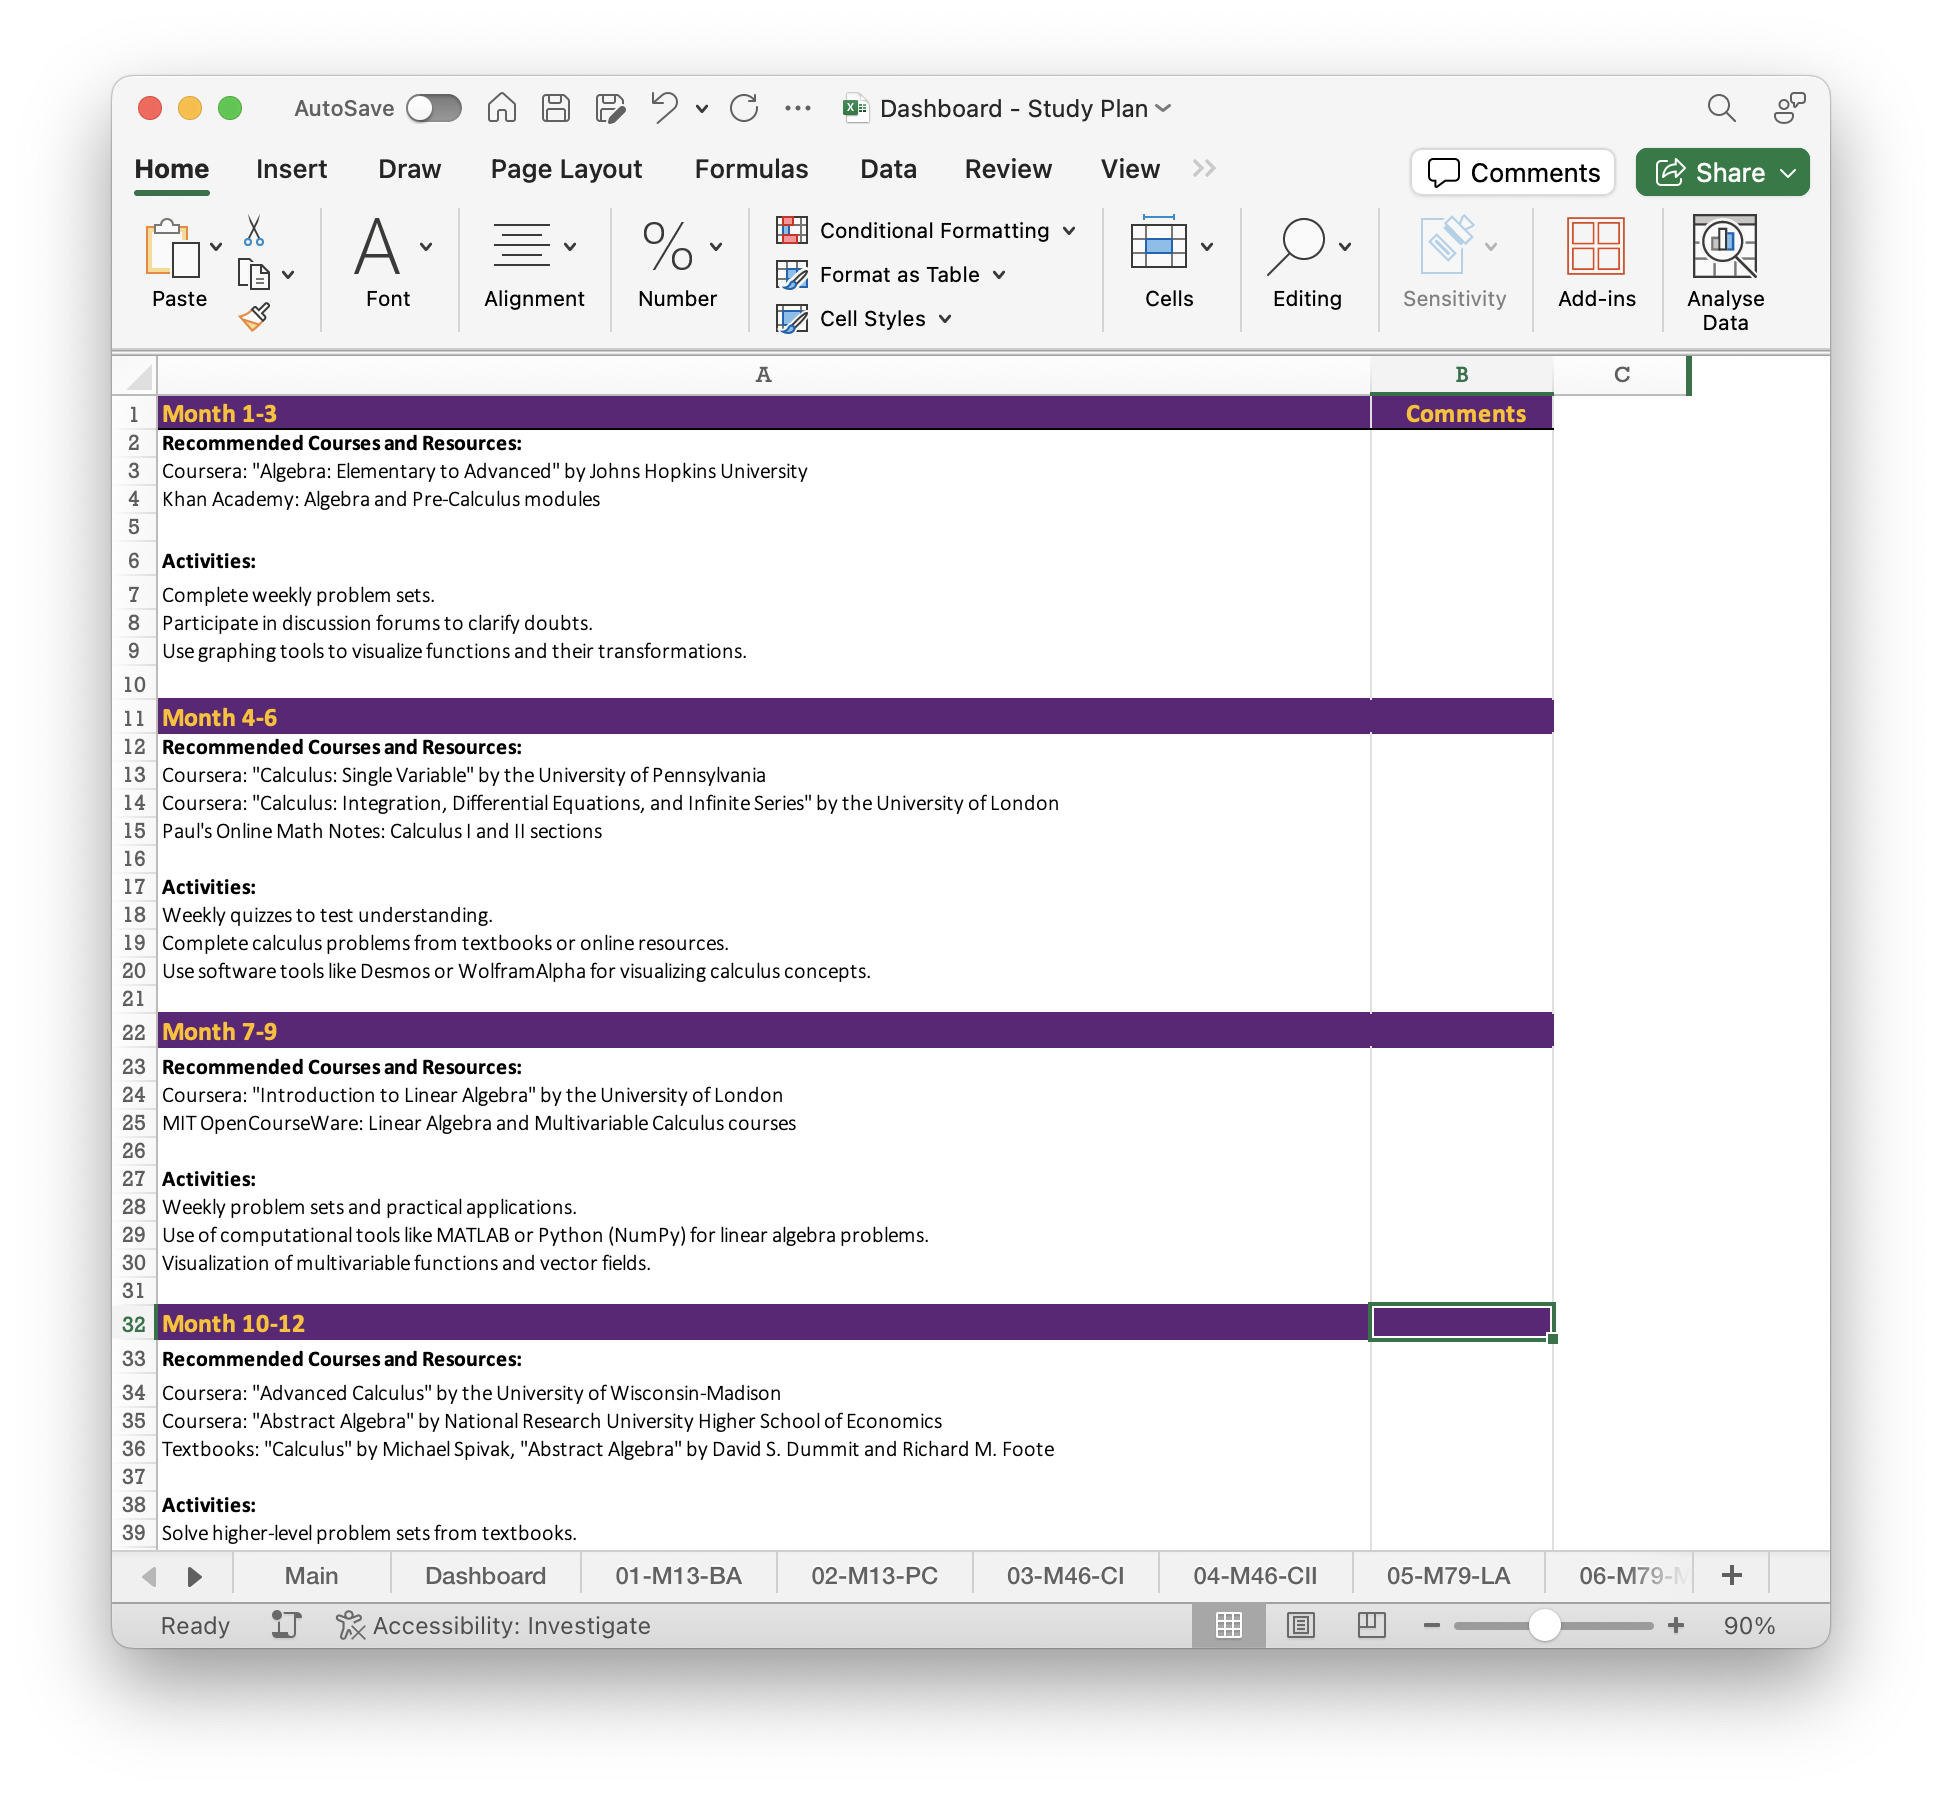 AutoSave
Dashboard - Study Plan
Home Insert Draw Page Layout Formulas Data Review View
Comments
Share
Paste
Font
Alignment
Number
Conditional Formatting
Format as Table
Cell Styles
Cells
Editing
Sensitivity
Add-ins
Analyse
Data
A B C
1 Month 1-3 Comments
2 Recommended Courses and Resources:
3 Coursera: "Algebra: Elementary to Advanced" by Johns Hopkins University
4 Khan Academy: Algebra and Pre-Calculus modules
5
6 Activities:
7 Complete weekly problem sets.
8 Participate in discussion forums to clarify doubts.
9 Use graphing tools to visualize functions and their transformations.
10
11 Month 4-6
12 Recommended Courses and Resources:
13 Coursera: "Calculus: Single Variable" by the University of Pennsylvania
14 Coursera: "Calculus: Integration, Differential Equations, and Infinite Series" by the University of London
15 Paul's Online Math Notes: Calculus I and II sections
16
17 Activities:
18 Weekly quizzes to test understanding.
19 Complete calculus problems from textbooks or online resources.
20 Use software tools like Desmos or WolframAlpha for visualizing calculus concepts.
21
22 Month 7-9
23 Recommended Courses and Resources:
24 Coursera: "Introduction to Linear Algebra" by the University of London
25 MIT OpenCourseWare: Linear Algebra and Multivariable Calculus courses
26
27 Activities:
28 Weekly problem sets and practical applications.
29 Use of computational tools like MATLAB or Python (NumPy) for linear algebra problems.
30 Visualization of multivariable functions and vector fields.
31
32 Month 10-12
33 Recommended Courses and Resources:
34 Coursera: "Advanced Calculus" by the University of Wisconsin-Madison
35 Coursera: "Abstract Algebra" by National Research University Higher School of Economics
36 Textbooks: "Calculus" by Michael Spivak, "Abstract Algebra" by David S. Dummit and Richard M. Foote
37
38 Activities:
39 Solve higher-level problem sets from textbooks.
Main Dashboard 01-M13-BA 02-M13-PC 03-M46-CI 04-M46-CII 05-M79-LA 06-M79-M
Ready Accessibility: Investigate 90%